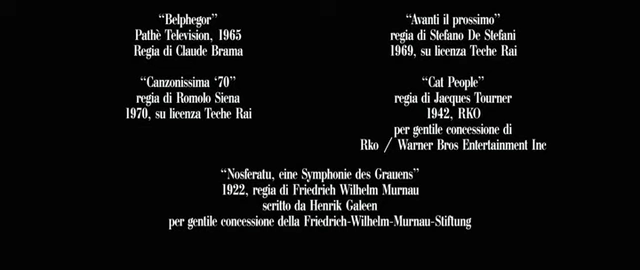 “Belphegor”
Pathè Television, 1965
Regia di Claude Brama
“Avanti il prossimo”
regia di Stefano De Stefani
1969, su licenza Teche Rai
“Canzonissima ‘70”
regia di Romolo Siena
1970, su licenza Teche Rai
“Cat People”
regia di Jacques Tourner
1942, RKO
per gentile concessione di
Rko / Warner Bros Entertainment Inc
“Nosferatu, eine Symphonie des Grauens”
1922, regia di Friedrich Wilhelm Murnau
scritto da Henrik Galeen
per gentile concessione della Friedrich-Wilhelm-Murnau-Stiftung